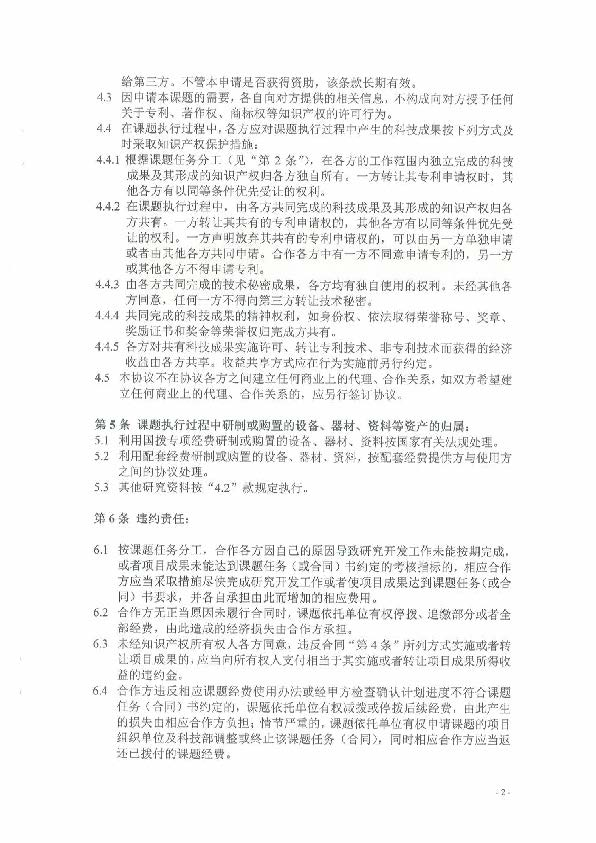 给第三方。不管本申请是否获得资助，该条款长期有效。
4.3 因申请本课题的需要，各自向对方提供的相关信息，不构成向对方授予任何
关于专利、著作权、商标权等知识产权的许可行为。
4.4 在课题执行过程中，各方应对课题执行过程中产生的科技成果按下列方式及
时采取知识产权保护措施：
4.4.1 根据课题任务分工（见“第 2 条”），在各方的工作范围内独立完成的科技
成果及其形成的知识产权归各方独自所有。一方转让其专利申请权时，其
他各方有以同等条件优先受让的权利。
4.4.2 在课题执行过程中，由各方共同完成的科技成果及其形成的知识产权归各
方共有。一方转让其共有的专利申请权的，其他各方有以同等条件优先受
让的权利。一方声明放弃其共有的专利申请权的，可以由另一方单独申请
或者由其他各方共同申请。合作各方中有一方不同意申请专利的，另一方
或其他各方不得申请专利。
4.4.3 由各方共同完成的技术秘密成果，各方均有独自使用的权利。未经其他各
方同意，任何一方不得向第三方转让技术秘密。
4.4.4 共同完成的科技成果的精神权利，如身份权、依法取得荣誉称号、奖章、
奖励证书和奖金等荣誉权归完成方共有。
4.4.5 各方对共有科技成果实施许可、转让专利技术、非专利技术而获得的经济
收益由各方共享。收益共享方式应在行为实施前另行约定。
4.5 本协议不在协议各方之间建立任何商业上的代理、合作关系，如双方希望建
立任何商业上的代理、合作关系的，应另行签订协议。
第 5 条 课题执行过程中研制或购置的设备、器材、资料等资产的归属：
5.1 利用国拨专项经费研制或购置的设备、器材、资料按国家有关法规处理。
5.2 利用配套经费研制或购置的设备、器材、资料，按配套经费提供方与使用方
之间的协议处理。
5.3 其他研究资料按“4.2”款规定执行。
第 6 条 违约责任：
6.1 按课题任务分工，合作各方因自己的原因导致研究开发工作未能按期完成，
或者项目成果未能达到课题任务（或合同）书约定的考核指标的，相应合作
方应当采取措施尽快完成研究开发工作或者使项目成果达到课题任务（或合
同）书要求，并各自承担由此而增加的相应费用。
6.2 合作方无正当原因未履行合同时，课题依托单位有权停拨、追缴部分或者全
部经费，由此造成的经济损失由合作方承担。
6.3 未经知识产权所有权人各方同意，违反合同“第 4 条”所列方式实施或者转
让项目成果的，应当向所有权人支付相当于其实施或者转让项目成果所得收
益的违约金。
6.4 合作方违反相应课题经费使用办法或经甲方检查确认计划进度不符合课题
任务（合同）书约定的，课题依托单位有权减拨或停拨后续经费，由此产生
的损失由相应合作方负担；情节严重的，课题依托单位有权申请课题的项目
组织单位及科技部调整或终止该课题任务（合同），同时相应合作方应当返
还已拨付的课题经费。
- 2 -